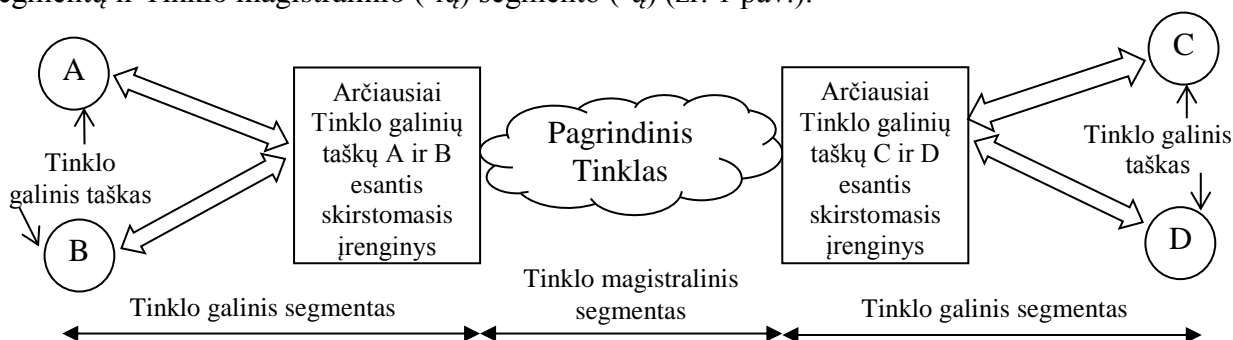 segmentų ir Tinklo magistralinio (-ių) segmento (-ų) (žr. 1 pav.).
A
Tinklo
galinis taškas
B
Arčiausiai
Tinklo galinių
taškų A ir B
esantis
skirstomasis
įrenginys
Pagrindinis
Tinklas
Arčiausiai
Tinklo galinių
taškų C ir D
esantis
skirstomasis
įrenginys
C
Tinklo galinis
taškas
D
Tinklo galinis segmentas
Tinklo magistralinis
segmentas
Tinklo galinis segmentas